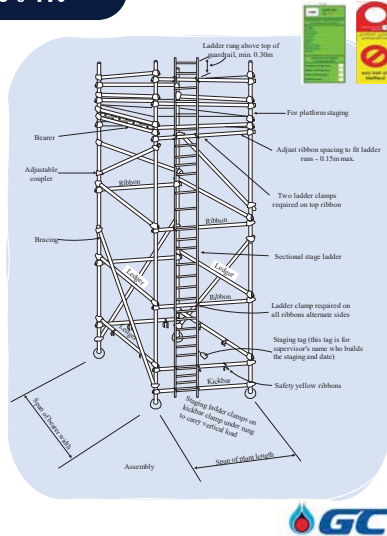 Ladder rung above top of
guardrail, min. 0.30m
For platform staging
Bearer
Adjust ribbon spacing to fit ladder
runs - 0.15m max.
Adjustable
coupler
Ribbon
Two ladder clamps
required on top ribbon
Ribbon
Bracing
Sectional stage ladder
Ledger
Ledger
Ribbon
Ladder clamp required on
all ribbons alternate sides
Ledger
Staging tag (this tag is for
supervisor's name who builds
the staging and date)
Kickbar
Safety yellow ribbons
Staging ladder clamps on
kickbar clamp under rung
to carry vertical load
Span of bearer width
Span of plant length
Assembly
GC